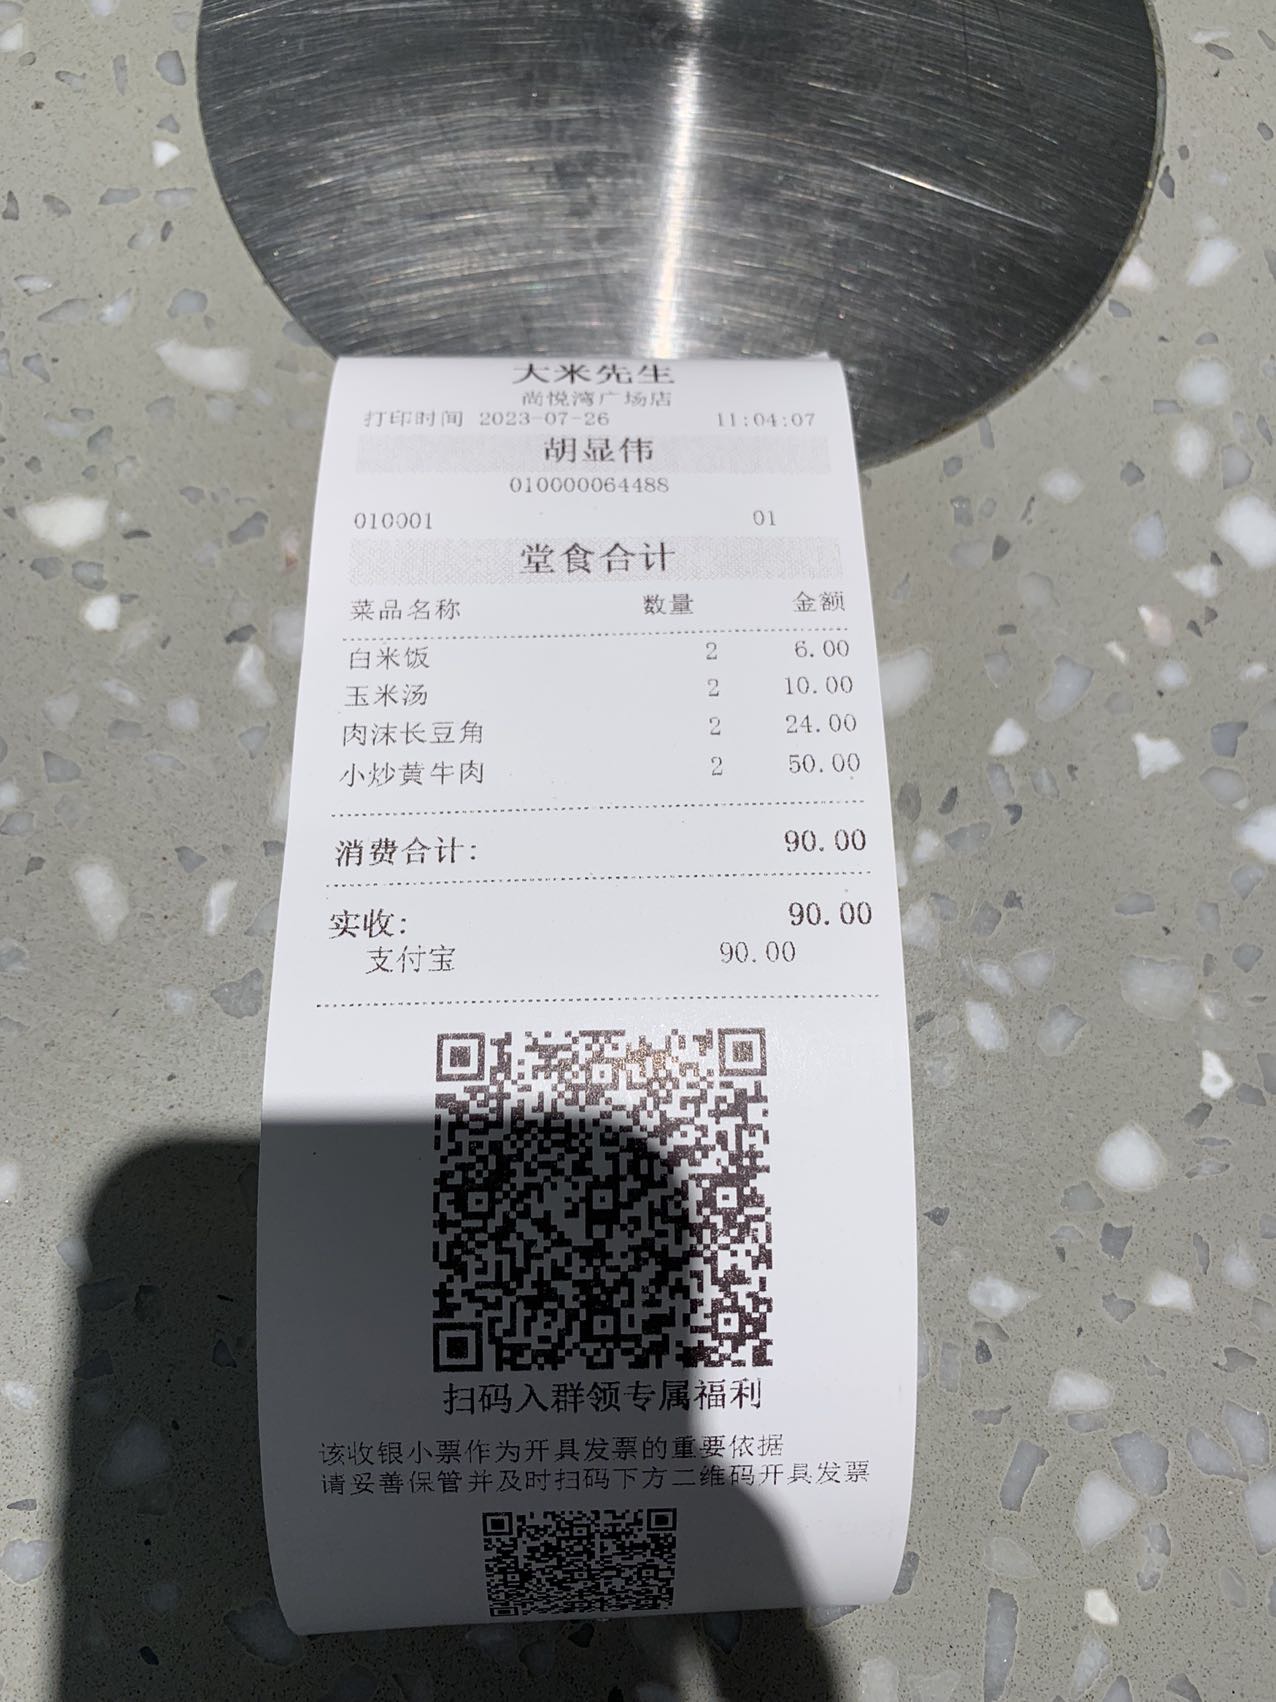 大米先生
尚悦湾广场店
打印时间 2023-07-26 11:04:07
胡显伟
010000064488
010001 01
堂食合计
菜品名称 数量 金额
白米饭 2 6.00
玉米汤 2 10.00
肉沫长豆角 2 24.00
小炒黄牛肉 2 50.00
消费合计: 90.00
实收: 90.00
支付宝 90.00
扫码入群领专属福利
该收银小票作为开具发票的重要依据
请妥善保管并及时扫码下方二维码开具发票